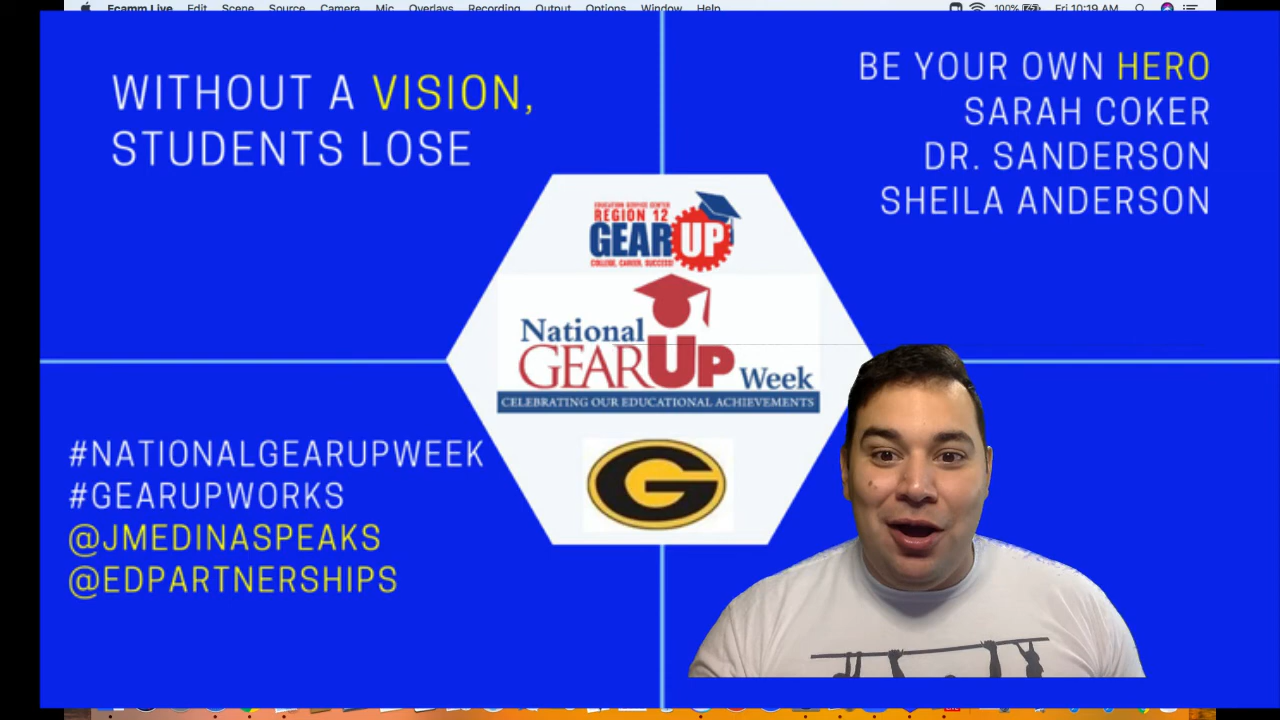 Ecamm Live Edit Scene Source Camera Mic Overlays Recording Output Options Window Help 100% Fri 10:19 AM
WITHOUT A VISION,
STUDENTS LOSE
BE YOUR OWN HERO
SARAH COKER
DR. SANDERSON
SHEILA ANDERSON
EDUCATION SERVICE CENTER
REGION 12
GEAR UP
COLLEGE, CAREER, SUCCESS!
National
GEAR UP Week
CELEBRATING OUR EDUCATIONAL ACHIEVEMENTS
G
#NATIONALGEARUPWEEK
#GEARUPWORKS
@JMEDINASPEAKS
@EDPARTNERSHIPS